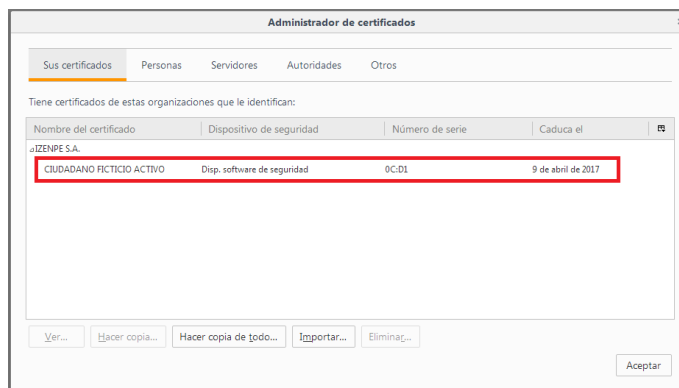 Administrador de certificados
Sus certificados Personas Servidores Autoridades Otros
Tiene certificados de estas organizaciones que le identifican:
Nombre del certificado Dispositivo de seguridad Número de serie Caduca el
IZENPE S.A.
CIUDADANO FICTICIO ACTIVO Disp. software de seguridad 0C:D1 9 de abril de 2017
Ver... Hacer copia... Hacer copia de todo... Importar... Eliminar...
Aceptar